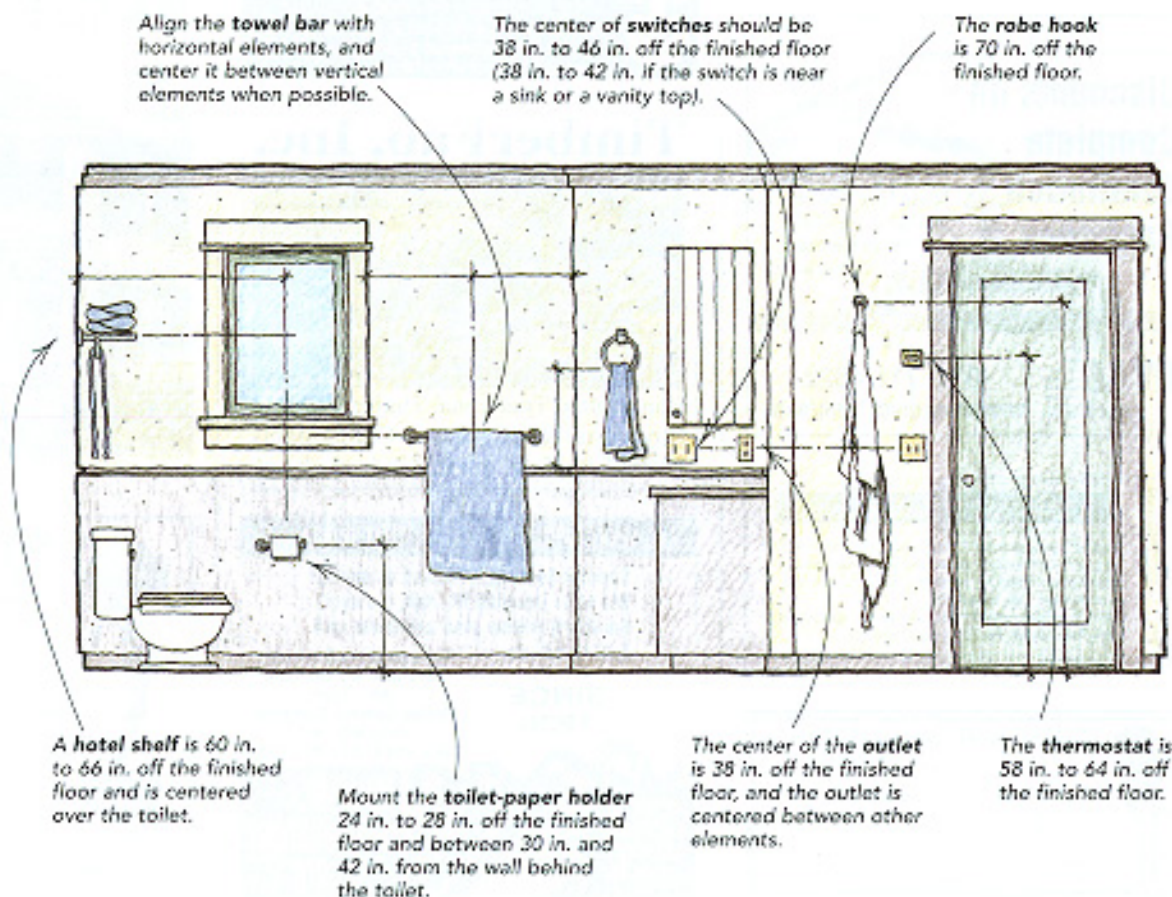 Align the towel bar with
horizontal elements, and
center it between vertical
elements when possible.
The center of switches should be
38 in. to 46 in. off the finished floor
(38 in. to 42 in. if the switch is near
a sink or a vanity top).
The robe hook
is 70 in. off the
finished floor.
A hotel shelf is 60 in.
to 66 in. off the finished
floor and is centered
over the toilet.
Mount the toilet-paper holder
24 in. to 28 in. off the finished
floor and between 30 in. and
42 in. from the wall behind
the toilet.
The center of the outlet
is 38 in. off the finished
floor, and the outlet is
centered between other
elements.
The thermostat is
58 in. to 64 in. off
the finished floor.